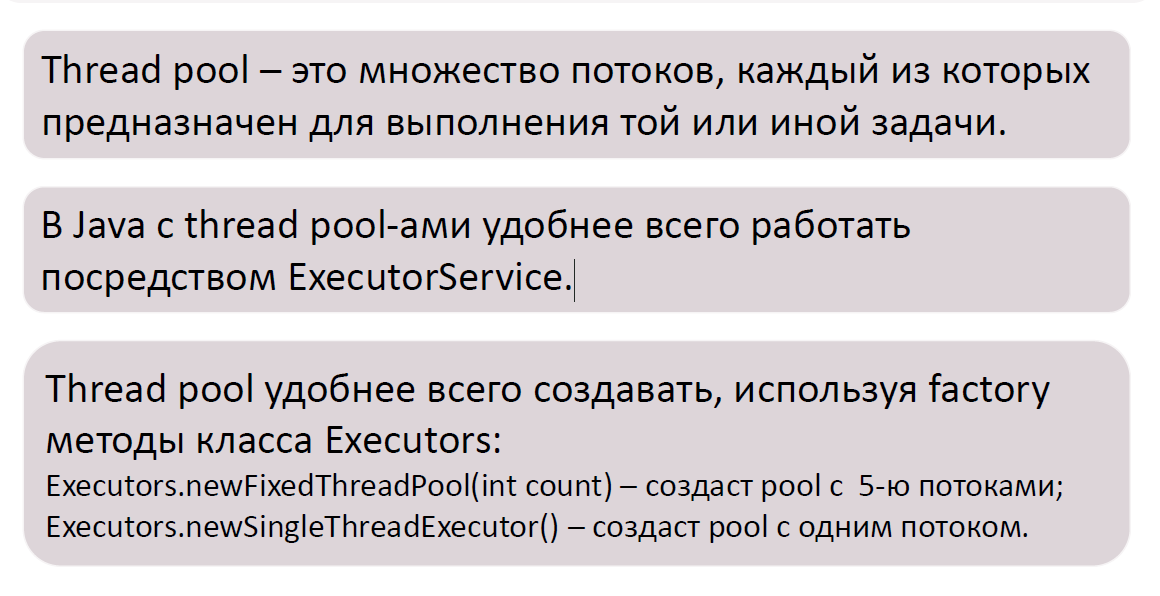 Thread pool – это множество потоков, каждый из которых
предназначен для выполнения той или иной задачи.
В Java с thread pool-ами удобнее всего работать
посредством ExecutorService.
Thread pool удобнее всего создавать, используя factory
методы класса Executors:
Executors.newFixedThreadPool(int count) – создаст pool с  5-ю потоками;
Executors.newSingleThreadExecutor() – создаст pool с одним потоком.